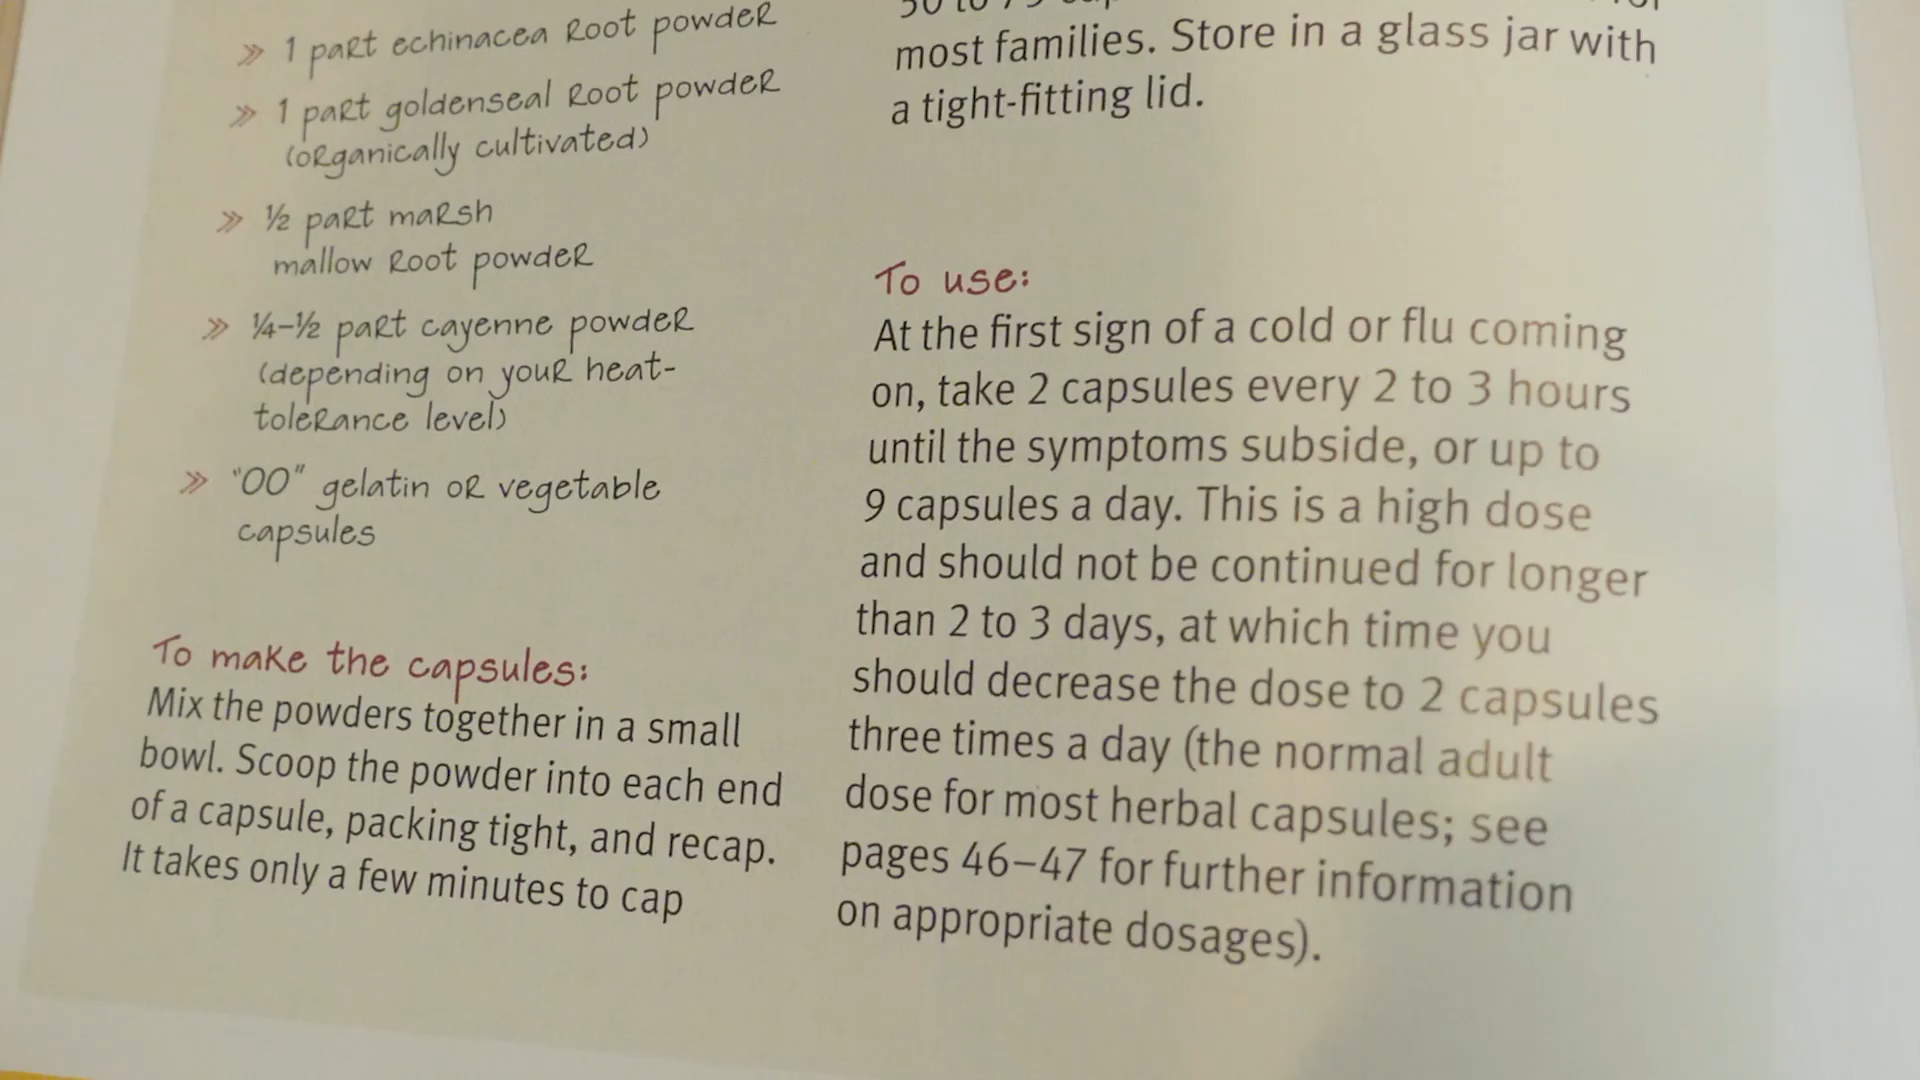 » 1 part echinacea root powder
» 1 part goldenseal root powder
(organically cultivated)
» ½ part marsh
mallow root powder
» ¼–½ part cayenne powder
(depending on your heat-
tolerance level)
» "00" gelatin or vegetable
capsules
To make the capsules:
Mix the powders together in a small
bowl. Scoop the powder into each end
of a capsule, packing tight, and recap.
It takes only a few minutes to cap
most families. Store in a glass jar with
a tight-fitting lid.
To use:
At the first sign of a cold or flu coming
on, take 2 capsules every 2 to 3 hours
until the symptoms subside, or up to
9 capsules a day. This is a high dose
and should not be continued for longer
than 2 to 3 days, at which time you
should decrease the dose to 2 capsules
three times a day (the normal adult
dose for most herbal capsules; see
pages 46–47 for further information
on appropriate dosages).